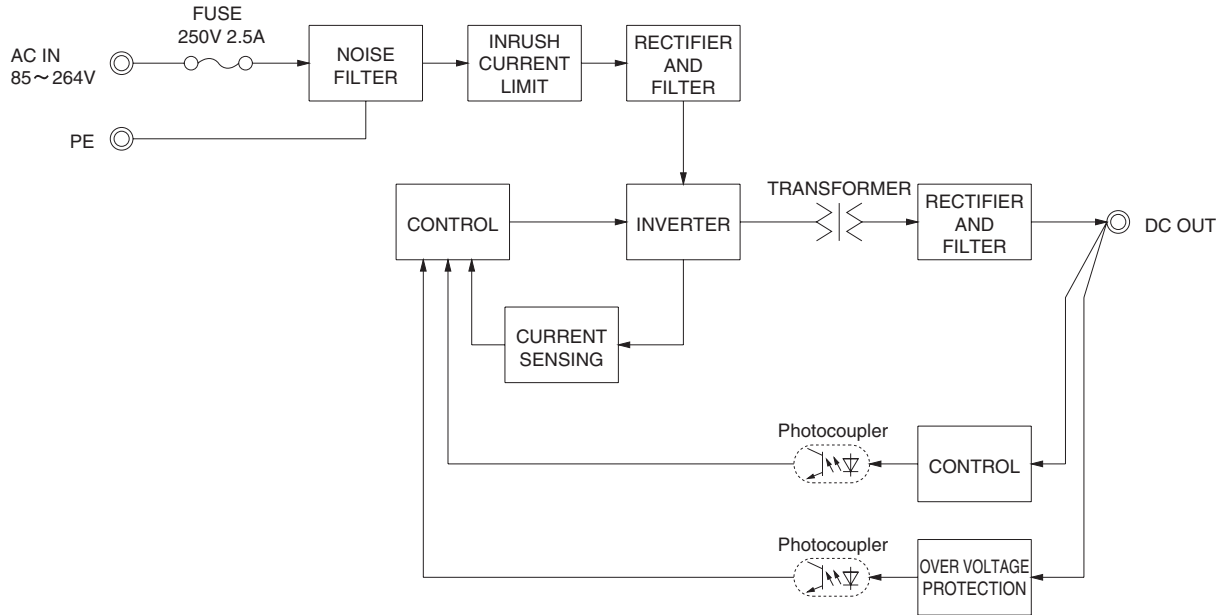 FUSE
250V 2.5A
AC IN
85～264V
PE
NOISE
FILTER
INRUSH
CURRENT
LIMIT
RECTIFIER
AND
FILTER
CONTROL
INVERTER
TRANSFORMER
RECTIFIER
AND
FILTER
DC OUT
CURRENT
SENSING
Photocoupler
CONTROL
Photocoupler
OVER VOLTAGE
PROTECTION